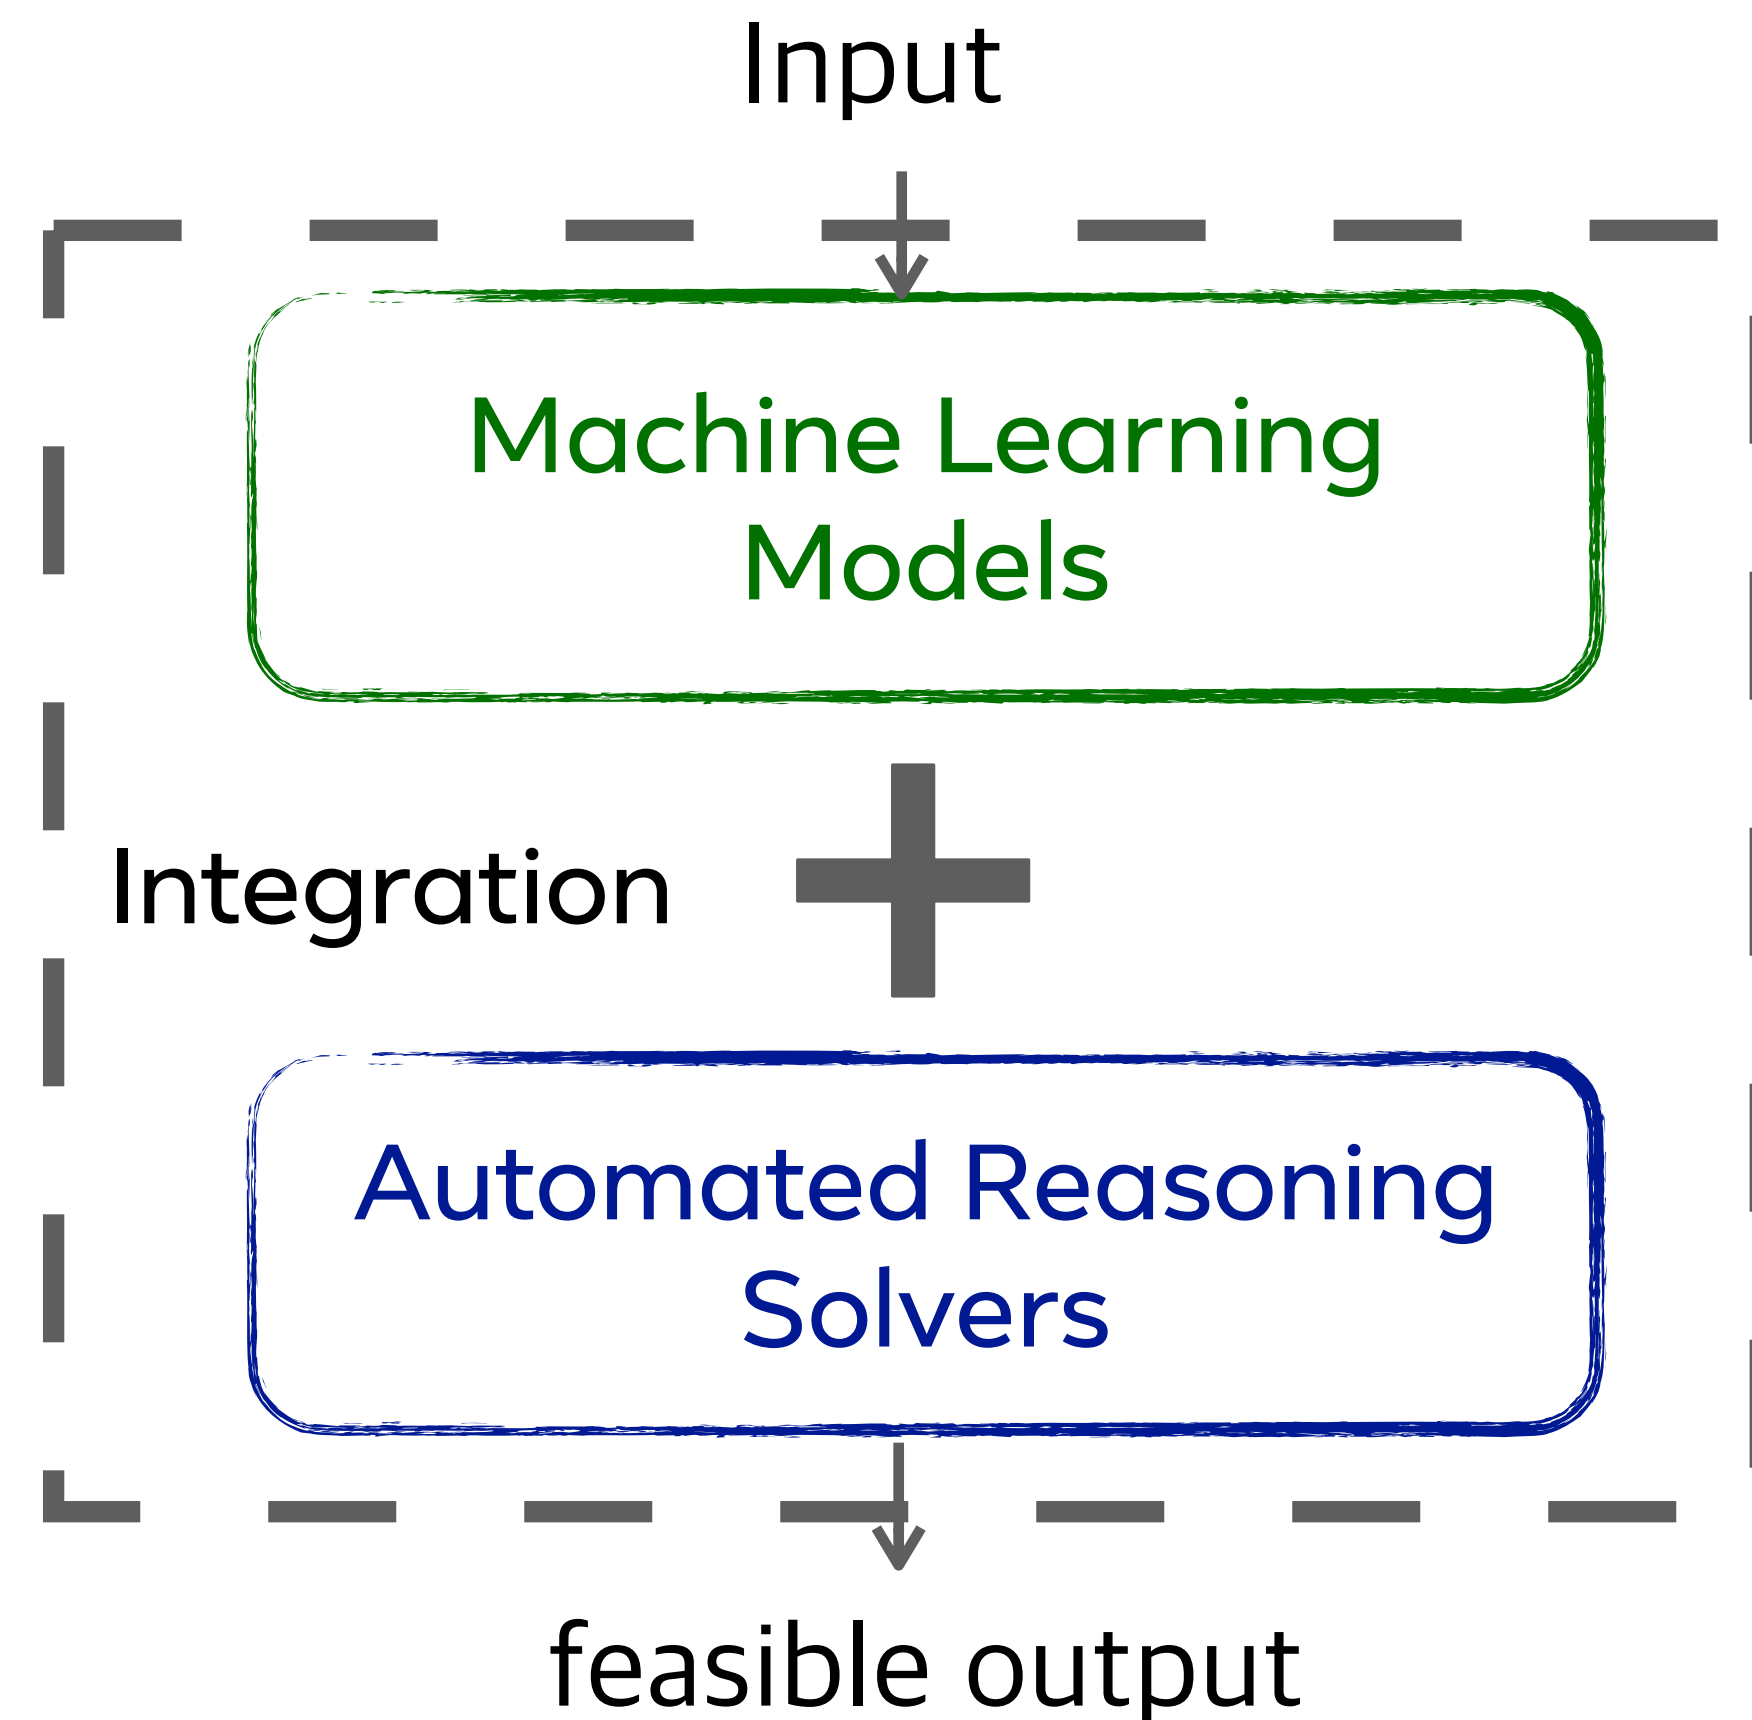 Input
Machine Learning
Models
Integration
Automated Reasoning
Solvers
feasible output